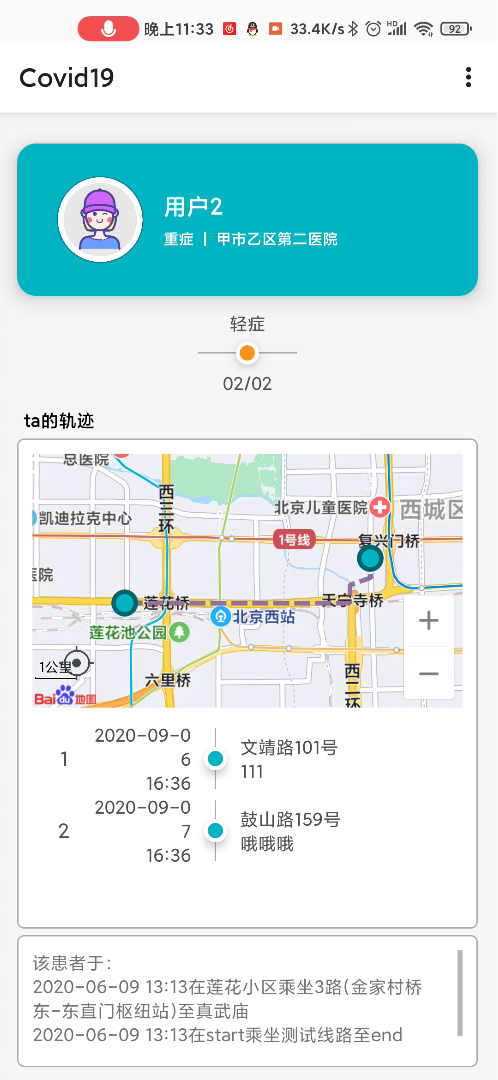 晚上11:33 33.4K/s HD 92
Covid19
用户2
重症 | 甲市乙区第二医院
轻症
02/02
ta的轨迹
总医院
西三环
北京儿童医院
西城区
凯迪拉克中心
1号线
复兴门桥
医院
莲花桥
天宁寺桥
北京西站
莲花池公园
1公里
六里桥
西二环
Bai du 地图
+
−
1
2020-09-0
6
16:36
文靖路101号
111
2
2020-09-0
7
16:36
鼓山路159号
哦哦哦
该患者于:
2020-06-09 13:13在莲花小区乘坐3路(金家村桥
东-东直门枢纽站)至真武庙
2020-06-09 13:13在start乘坐测试线路至end